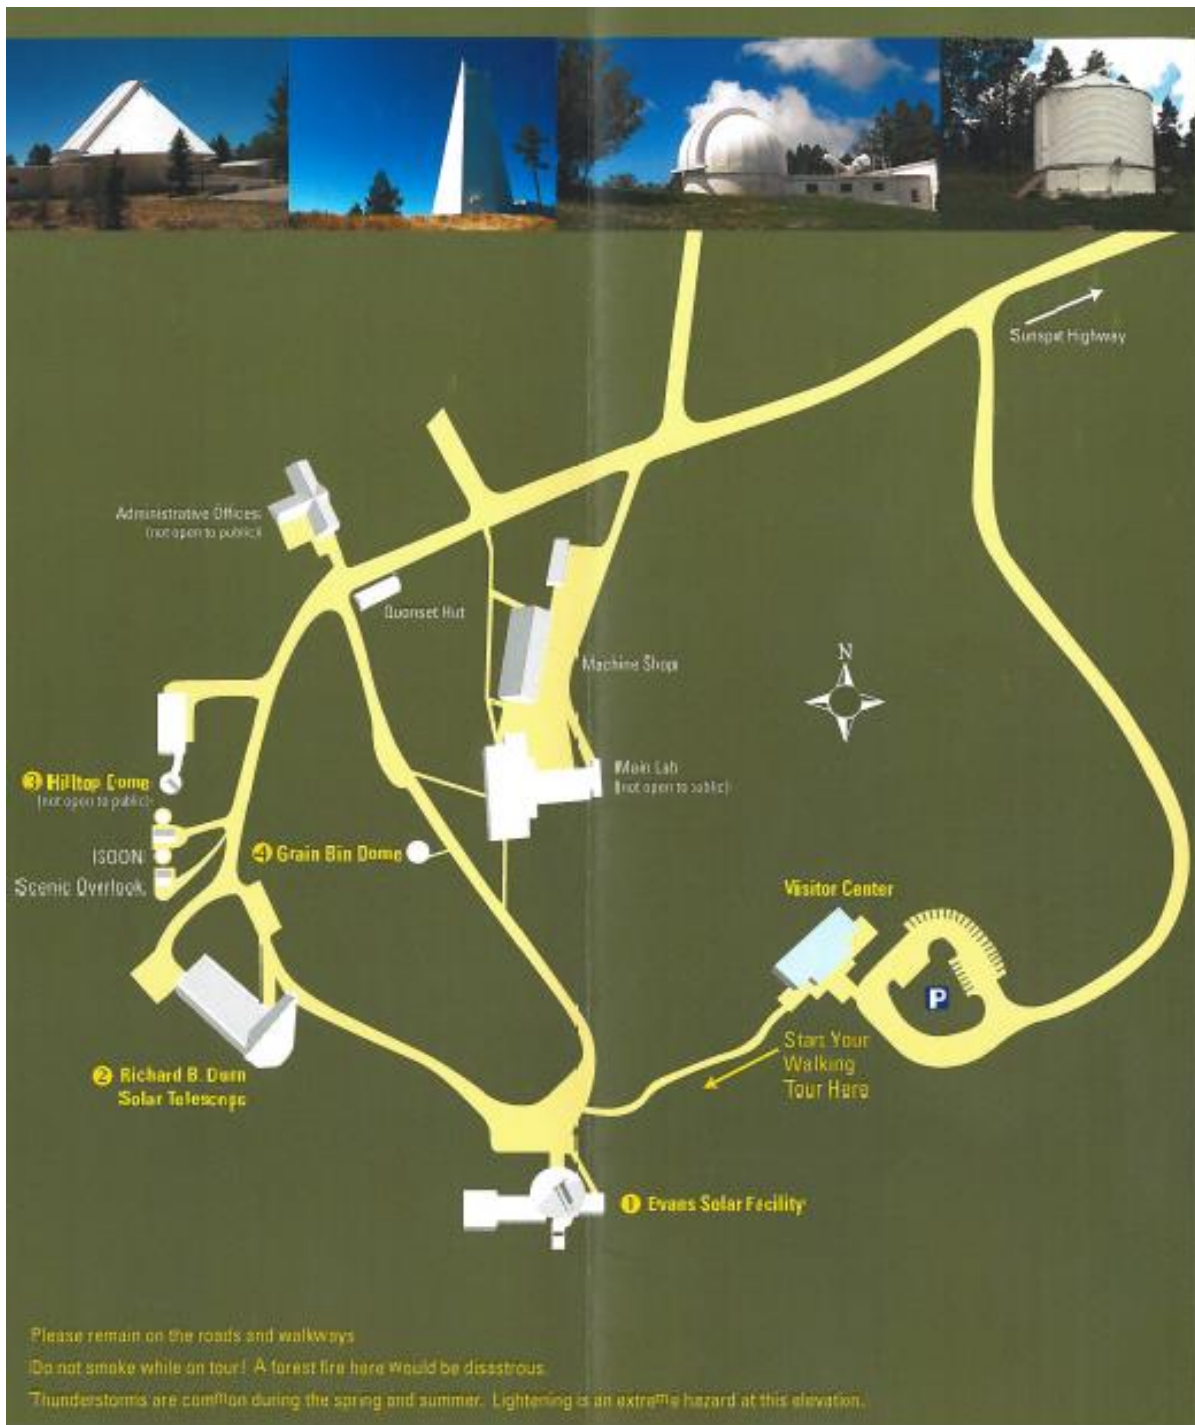 Sunspot Highway
Administrative Offices
(not open to public)
Quonset Hut
N
Machine Shop
3 Hilltop Dome
(not open to public)
Main Lab
(not open to public)
ISOON
4 Grain Bin Dome
Scenic Overlook
Visitor Center
P
Start Your
Walking
Tour Here
2 Richard B. Dunn
Solar Telescope
1 Evans Solar Facility
Please remain on the roads and walkways
Do not smoke while on tour! A forest fire here would be disastrous.
Thunderstorms are common during the spring and summer. Lightening is an extreme hazard at this elevation.